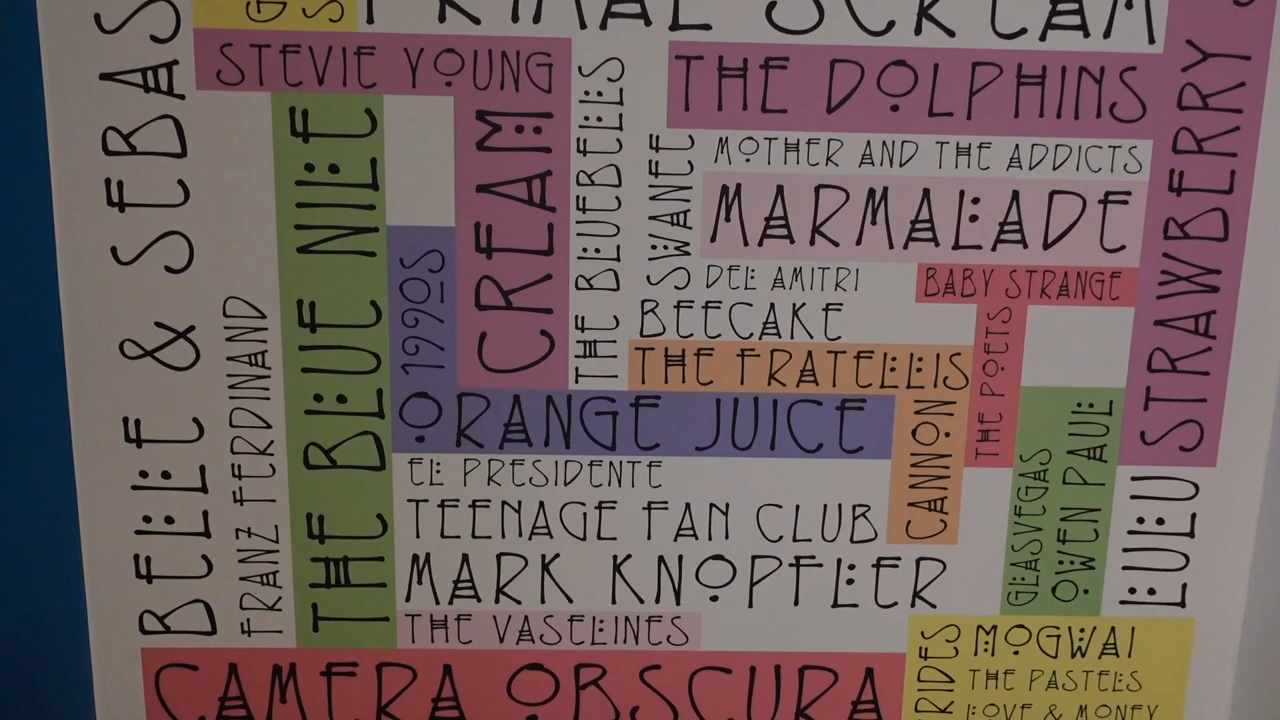 PRIMAL SCREAM
STEVIE YOUNG
THE DOLPHINS
BELLE & SEBAS
FRANZ FERDINAND
THE BLUE NILE
1990S
CREAM
THE BLUEBELLS
SWANEE
MOTHER AND THE ADDICTS
MARMALADE
DEL AMITRI
BABY STRANGE
BEECAKE
THE FRATELLIS
THE POETS
STRAWBERRY
ORANGE JUICE
CANNON
EL PRESIDENTE
TEENAGE FAN CLUB
MARK KNOPFLER
THE VASELINES
GLASVEGAS
OWEN PAUL
LULU
CAMERA OBSCURA
RIDES
MOGWAI
THE PASTELS
LOVE & MONEY